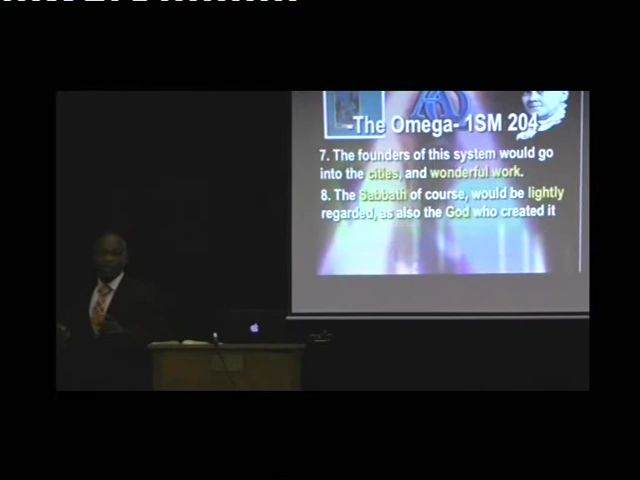 -The Omega- 1SM 204-
7. The founders of this system would go
into the cities, and wonderful work.
8. The Sabbath of course, would be lightly
regarded, as also the God who created it